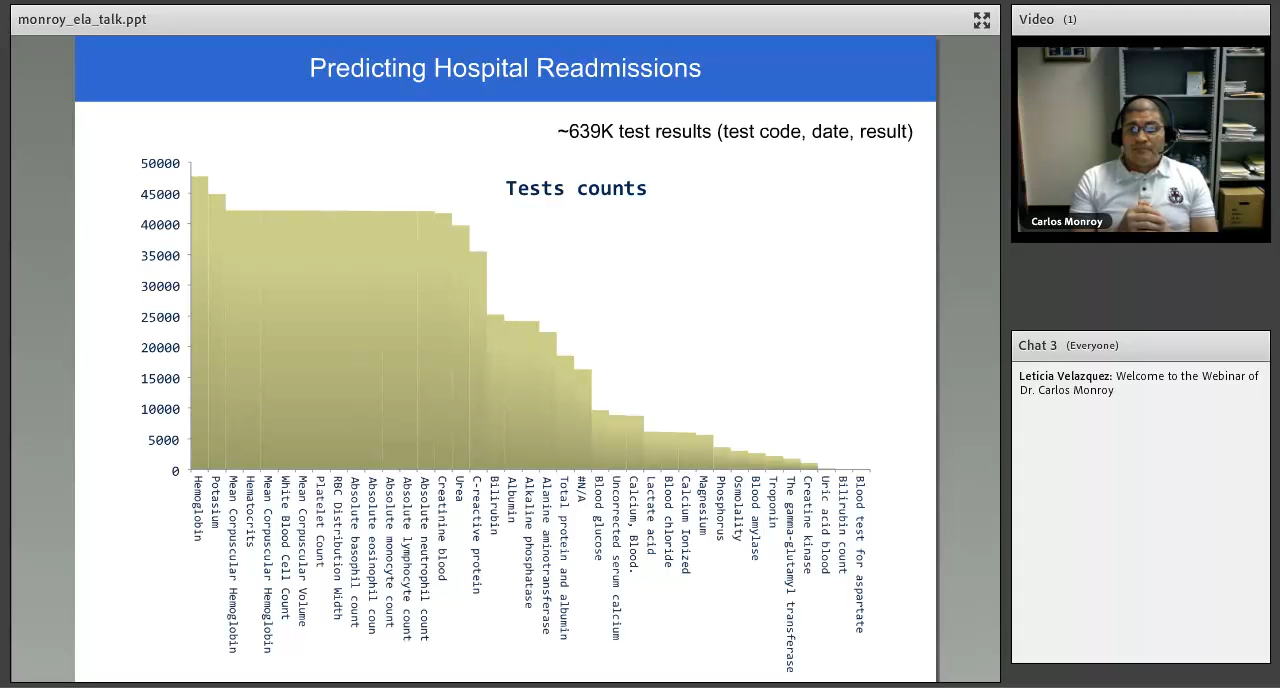 monroy_ela_talk.ppt
Predicting Hospital Readmissions
~639K test results (test code, date, result)
Tests counts
50000
45000
40000
35000
30000
25000
20000
15000
10000
5000
0
Hemoglobin
Potasium
Mean Corpuscular Hemoglobin
Hematocrits
Mean Corpuscular Hemoglobin
White Blood Cell Count
Mean Corpuscular Volume
Platelet Count
RBC Distribution Width
Absolute basophil count
Absolute eosinophil coun
Absolute monocyte count
Absolute lymphocyte count
Absolute neutrophil count
Creatinine blood
Urea
C-reactive protein
Bilirubin
Albumin
Alkaline phosphatase
Alanine aminotransferase
Total protein and albumin
#N/A
Blood glucose
Uncorrected serum calcium
Calcium, Blood.
Lactate acid
Blood chloride
Calcium Ionized
Magnesium
Phosphorus
Osmolality
Blood amylase
Troponin
The gamma-glutamyl transferase
Creatine kinase
Uric acid blood
Bilirubin count
Blood test for aspartate
Video (1)
Carlos Monroy
Chat 3 (Everyone)
Leticia Velazquez: Welcome to the Webinar of
Dr. Carlos Monroy